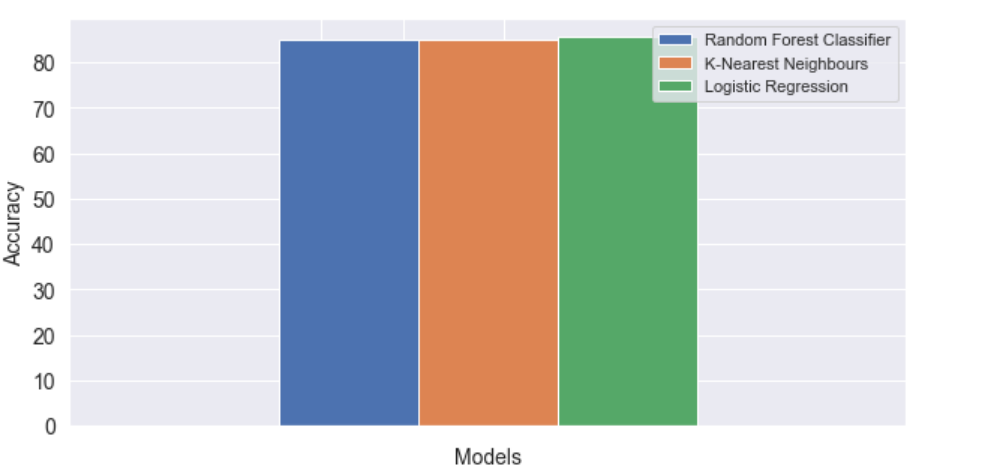 Random Forest Classifier
K-Nearest Neighbours
Logistic Regression
80
70
60
50
40
30
20
10
0
Accuracy
Models